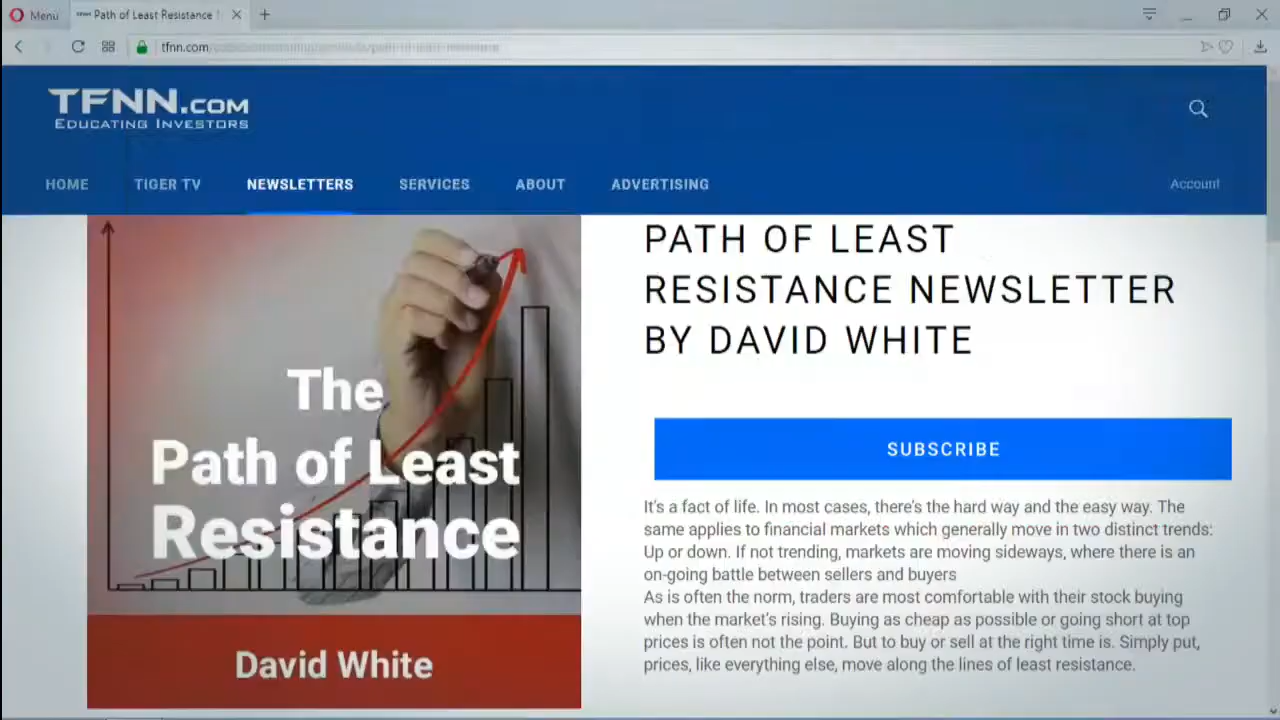 Menu
Path of Least Resistance
tfnn.com
TFNN.COM
EDUCATING INVESTORS
HOME
TIGER TV
NEWSLETTERS
SERVICES
ABOUT
ADVERTISING
Account
The
Path of Least
Resistance
David White
PATH OF LEAST
RESISTANCE NEWSLETTER
BY DAVID WHITE
SUBSCRIBE
It's a fact of life. In most cases, there's the hard way and the easy way. The
same applies to financial markets which generally move in two distinct trends:
Up or down. If not trending, markets are moving sideways, where there is an
on-going battle between sellers and buyers
As is often the norm, traders are most comfortable with their stock buying
when the market's rising. Buying as cheap as possible or going short at top
prices is often not the point. But to buy or sell at the right time is. Simply put,
prices, like everything else, move along the lines of least resistance.